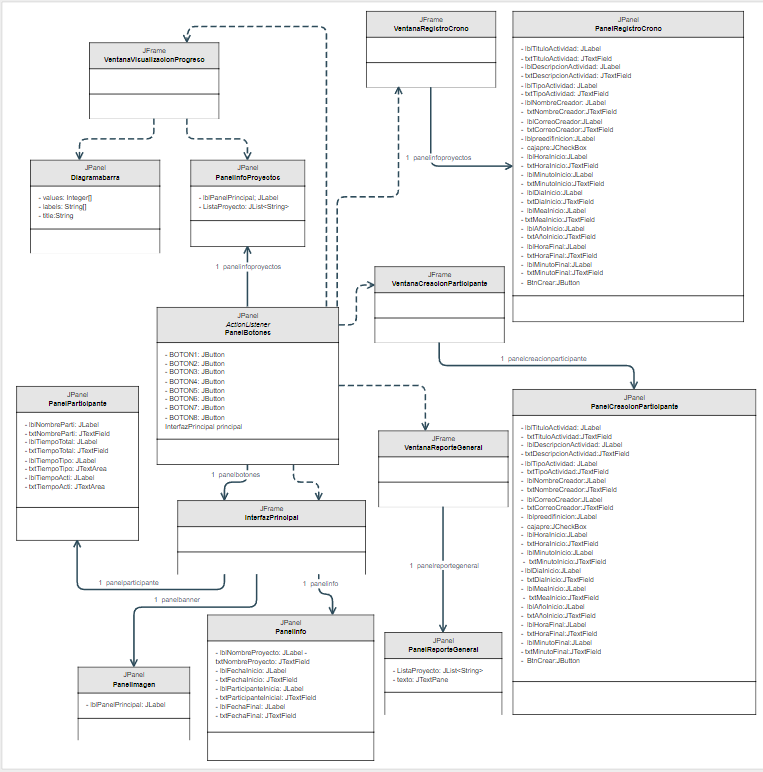 JFrame
VentanaVisualizacionProgreso
JFrame
VentanaRegistroCrono
JPanel
PanelRegistroCrono
- lblTituloActividad: JLabel
- txtTituloActividad: JTextField
- lblDescripcionActividad: JLabel
- txtDescripcionActividad: JTextField
- lblTipoActividad: JLabel
- txtTipoActividad: JTextField
- lblNombreCreador: JLabel
- txtNombreCreador:JTextField
- lblCorreoCreador:JLabel
- txtCorreoCreador:JTextField
- lblpreedifinicion:JLabel
- cajapre:JCheckBox
- lblHoraInicio:JLabel
- txtHoraInicio:JTextField
- lblMinutoInicio:JLabel
- txtMinutoInicio:JTextField
- lblDiaInicio:JLabel
- txtDiaInicio:JTextField
- lblMesInicio:JLabel
- txtMesInicio:JTextField
- lblAñoInicio:JLabel
- txtAñoInicio:JTextField
- lblHoraFinal:JLabel
- txtHoraFinal:JTextField
- lblMinutoFinal:JLabel
- txtMinutoFinal:JTextField
- BtnCrear:JButton
1 panelinfoproyectos
JPanel
Diagramabarra
- values: Integer[]
- labels: String[]
- title:String
JPanel
PanelInfoProyectos
- lblPanelPrincipal; JLabel
- ListaProyecto: JList<String>
1 panelinfoproyectos
JFrame
VentanaCreacionParticipante
1 panelcreacionparticipante
JPanel
ActionListener
PanelBotones
- BOTON1: JButton
- BOTON2: JButton
- BOTON3: JButton
- BOTON4: JButton
- BOTON5: JButton
- BOTON6: JButton
- BOTON7: JButton
- BOTON8: JButton
InterfazPrincipal principal
JPanel
PanelParticipante
- lblNombreParti: JLabel
- txtNombreParti: JTextField
- lblTiempoTotal: JLabel
- txtTiempoTotal: JTextField
- lblTiempoTipo: JLabel
- txtTiempoTipo: JTextArea
- lblTiempoActi: JLabel
- txtTiempoActi: JTextArea
JPanel
PanelCreacionParticipante
- lblTituloActividad: JLabel
- txtTituloActividad:JTextField
- lblDescripcionActividad:JLabel
- txtDescripcionActividad:JTextField
- lblTipoActividad:JLabel
- txtTipoActividad:JTextField
- lblNombreCreador:JLabel
- txtNombreCreador:JTextField
- lblCorreoCreador:JLabel
- txtCorreoCreador:JTextField
- lblpreedifinicion:JLabel
- cajapre:JCheckBox
- lblHoraInicio:JLabel
- txtHoraInicio:JTextField
- lblMinutoInicio:JLabel
- txtMinutoInicio:JTextField
- lblDiaInicio:JLabel
- txtDiaInicio:JTextField
- lblMesInicio:JLabel
- txtMesInicio:JTextField
- lblAñoInicio:JLabel
- txtAñoInicio:JTextField
- lblHoraFinal:JLabel
- txtHoraFinal:JTextField
- lblMinutoFinal:JLabel
- txtMinutoFinal:JTextField
- BtnCrear:JButton
JFrame
VentanaReporteGeneral
1 panelbotones
JFrame
InterfazPrincipal
1 panelreportegeneral
1 panelparticipante
1 panelbanner
1 panelinfo
JPanel
PanelInfo
- lblNombreProyecto: JLabel -
txtNombreProyecto: JTextField
- lblFechaInicio: JLabel
- txtFechaInicio: JTextField
- lblParticipanteInicia: JLabel
- txtParticipanteInicial: JTextField
- lblFechaFinal: JLabel
- txtFechaFinal: JTextField
JPanel
PanelImagen
- lblPanelPrincipal: JLabel
JPanel
PanelReporteGeneral
- ListaProyecto: JList<String>
- texto: JTextPane